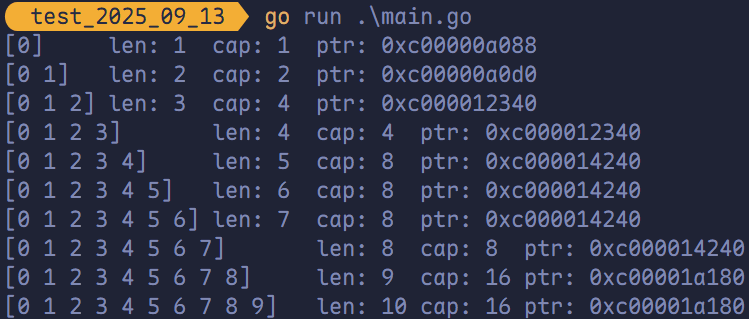 test_2025_09_13 go run .\main.go
[0] len: 1 cap: 1 ptr: 0xc00000a088
[0 1] len: 2 cap: 2 ptr: 0xc00000a0d0
[0 1 2] len: 3 cap: 4 ptr: 0xc000012340
[0 1 2 3] len: 4 cap: 4 ptr: 0xc000012340
[0 1 2 3 4] len: 5 cap: 8 ptr: 0xc000014240
[0 1 2 3 4 5] len: 6 cap: 8 ptr: 0xc000014240
[0 1 2 3 4 5 6] len: 7 cap: 8 ptr: 0xc000014240
[0 1 2 3 4 5 6 7] len: 8 cap: 8 ptr: 0xc000014240
[0 1 2 3 4 5 6 7 8] len: 9 cap: 16 ptr: 0xc00001a180
[0 1 2 3 4 5 6 7 8 9] len: 10 cap: 16 ptr: 0xc00001a180